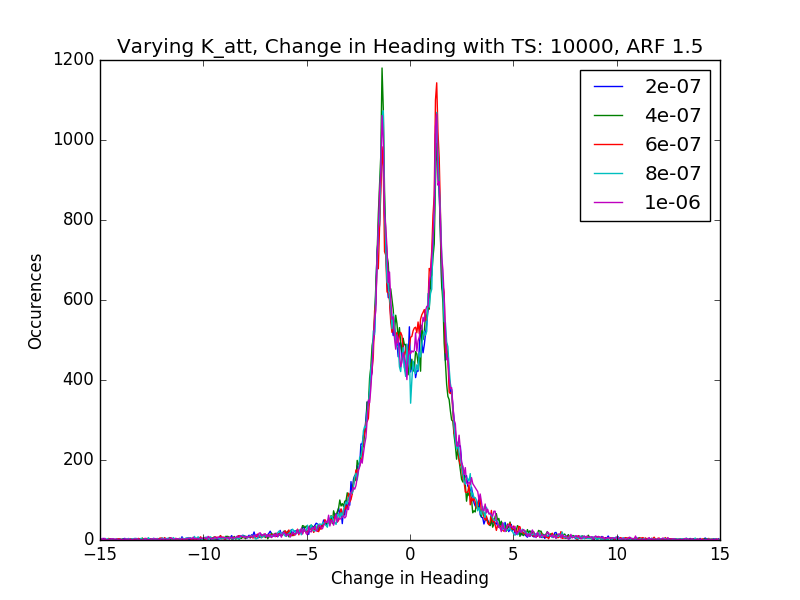 Varying K_att, Change in Heading with TS: 10000, ARF 1.5
1200
1000
800
600
400
200
0
Occurences
2e-07
4e-07
6e-07
8e-07
1e-06
−15
−10
−5
0
5
10
15
Change in Heading